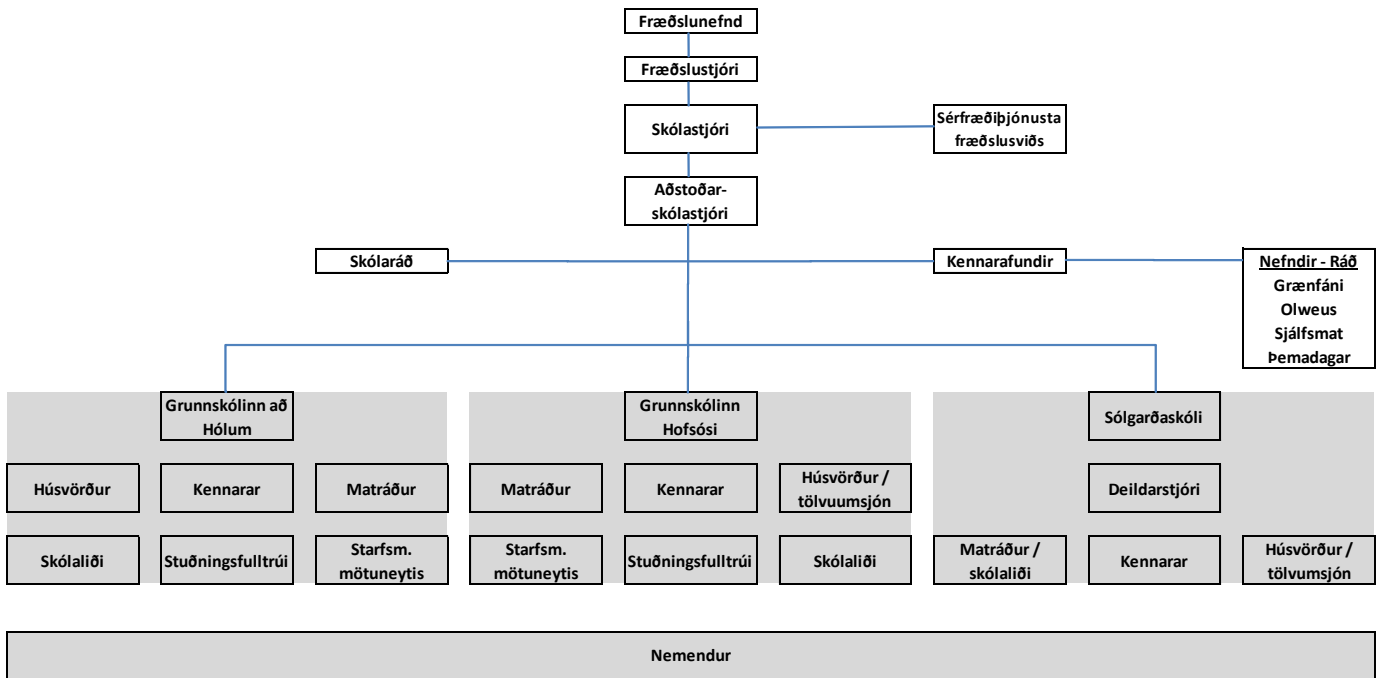 Fræðslunefnd
Fræðslustjóri
Skólastjóri
Sérfræðiþjónusta
fræðslusviðs
Aðstoðar-
skólastjóri
Skólaráð
Kennarafundir
Nefndir - Ráð
Grænfáni
Olweus
Sjálfsmat
Þemadagar
Grunnskólinn að
Hólum
Grunnskólinn
Hofsósi
Sólgarðaskóli
Húsvörður
Kennarar
Matráður
Matráður
Kennarar
Húsvörður /
tölvuumsjón
Deildarstjóri
Skólaliði
Stuðningsfulltrúi
Starfsm.
mötuneytis
Starfsm.
mötuneytis
Stuðningsfulltrúi
Skólaliði
Matráður /
skólaliði
Kennarar
Húsvörður /
tölvumsjón
Nemendur